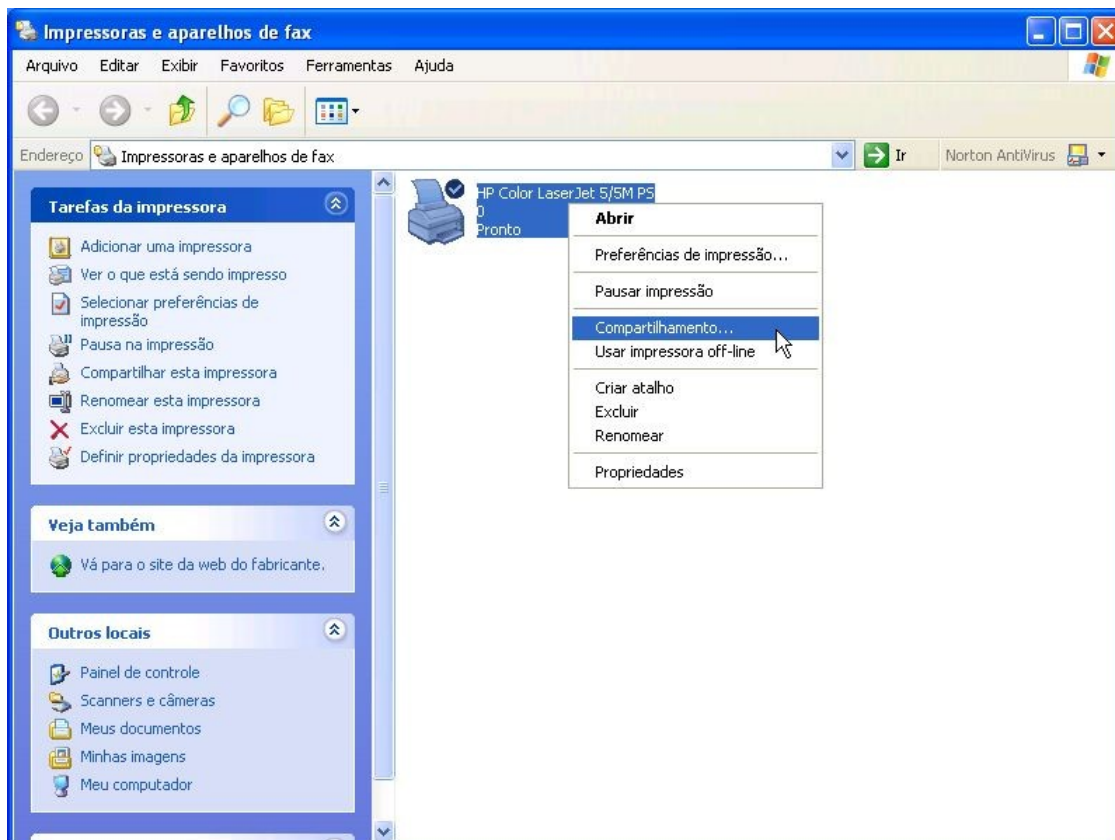 Impressoras e aparelhos de fax
Arquivo Editar Exibir Favoritos Ferramentas Ajuda
Endereço Impressoras e aparelhos de fax Ir Norton AntiVirus
Tarefas da impressora
Adicionar uma impressora
Ver o que está sendo impresso
Selecionar preferências de
impressão
Pausa na impressão
Compartilhar esta impressora
Renomear esta impressora
Excluir esta impressora
Definir propriedades da impressora
Veja também
Vá para o site da web do fabricante.
Outros locais
Painel de controle
Scanners e câmeras
Meus documentos
Minhas imagens
Meu computador
HP Color LaserJet 5/5M PS
0
Pronto
Abrir
Preferências de impressão...
Pausar impressão
Compartilhamento...
Usar impressora off-line
Criar atalho
Excluir
Renomear
Propriedades